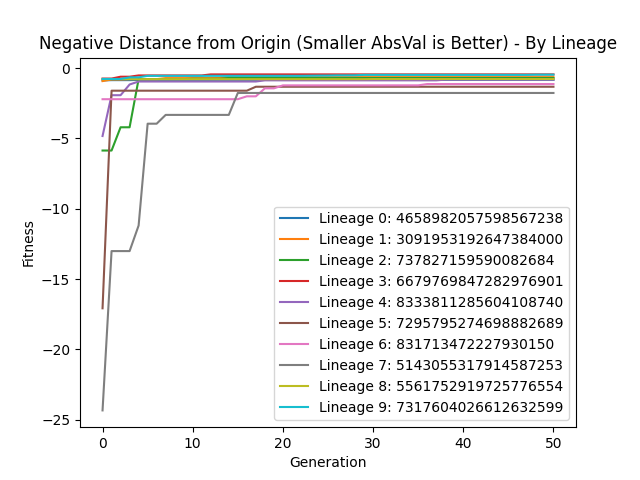 Negative Distance from Origin (Smaller AbsVal is Better) - By Lineage
0
−5
−10
−15
−20
−25
Fitness
Lineage 0: 4658982057598567238
Lineage 1: 3091953192647384000
Lineage 2: 737827159590082684
Lineage 3: 6679769847282976901
Lineage 4: 8333811285604108740
Lineage 5: 7295795274698882689
Lineage 6: 831713472227930150
Lineage 7: 5143055317914587253
Lineage 8: 5561752919725776554
Lineage 9: 7317604026612632599
0 10 20 30 40 50
Generation